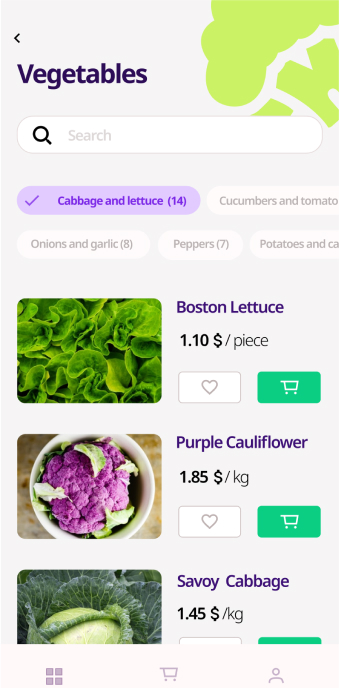 Vegetables
Search
Cabbage and lettuce (14)
Cucumbers and tomato
Onions and garlic (8)
Peppers (7)
Potatoes and ca
Boston Lettuce
1.10 $ / piece
Purple Cauliflower
1.85 $ / kg
Savoy Cabbage
1.45 $ /kg